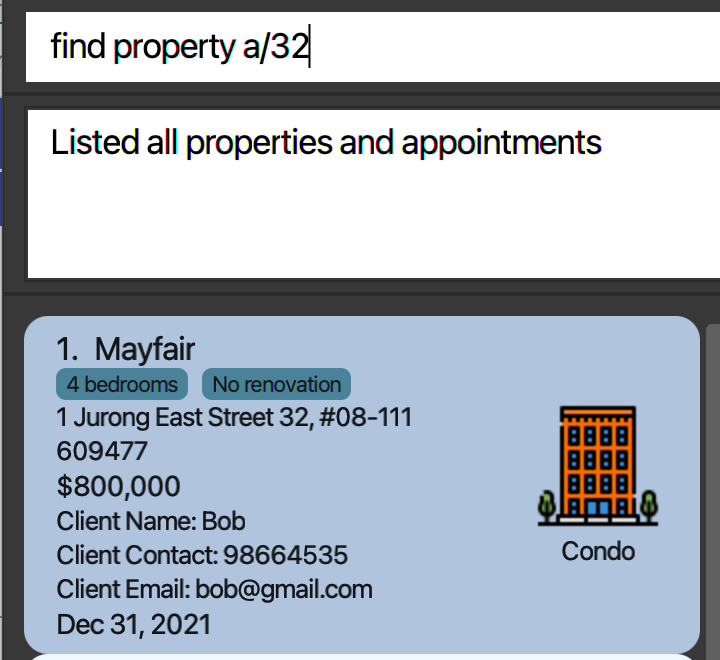 find property a/32
Listed all properties and appointments
1. Mayfair
4 bedrooms No renovation
1 Jurong East Street 32, #08-111
609477
$800,000
Client Name: Bob
Client Contact: 98664535
Client Email: bob@gmail.com
Dec 31, 2021
Condo